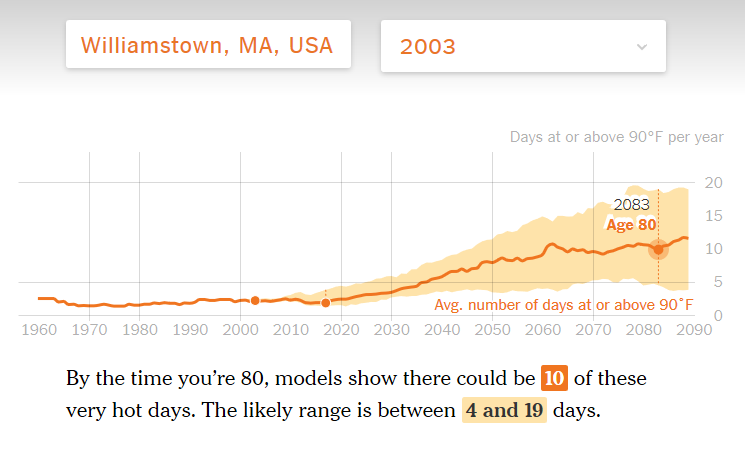 Williamstown, MA, USA
2003
Days at or above 90°F per year
20
2083
15
Age 80
10
5
Avg. number of days at or above 90°F
0
1960 1970 1980 1990 2000 2010 2020 2030 2040 2050 2060 2070 2080 2090
By the time you’re 80, models show there could be 10 of these
very hot days. The likely range is between 4 and 19 days.